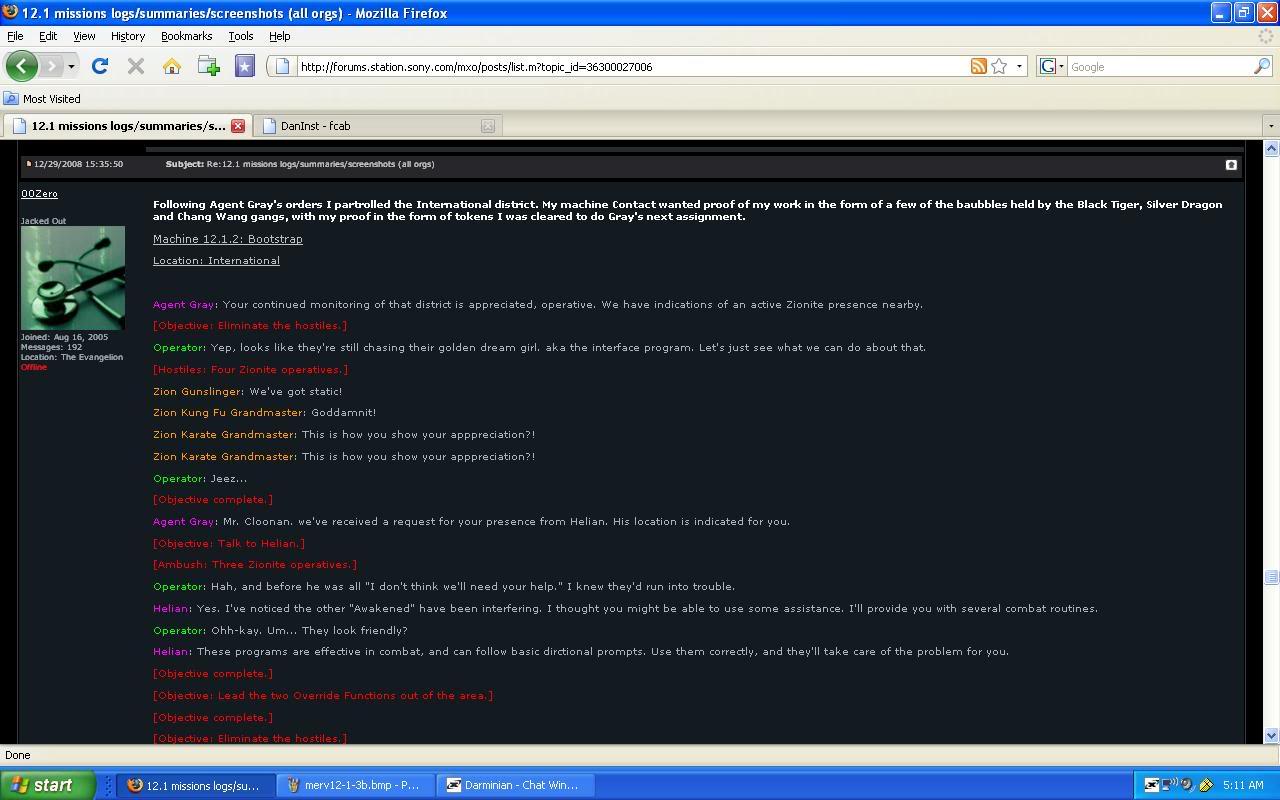 12.1 missions logs/summaries/screenshots (all orgs) - Mozilla Firefox
File Edit View History Bookmarks Tools Help
http://forums.station.sony.com/mxo/posts/list.m?topic_id=36300027006
G Google
Most Visited
12.1 missions logs/summaries/s...
DanInst - fcab
12/29/2008 15:35:50
Subject: Re:12.1 missions logs/summaries/screenshots (all orgs)
OOZero
Jacked Out
Joined: Aug 16, 2005
Messages: 192
Location: The Evangelion
Offline
Following Agent Gray's orders I partrolled the International district. My machine Contact wanted proof of my work in the form of a few of the baubbles held by the Black Tiger, Silver Dragon
and Chang Wang gangs, with my proof in the form of tokens I was cleared to do Gray's next assignment.
Machine 12.1.2: Bootstrap
Location: International
Agent Gray: Your continued monitoring of that district is appreciated, operative. We have indications of an active Zionite presence nearby.
[Objective: Eliminate the hostiles.]
Operator: Yep, looks like they're still chasing their golden dream girl. aka the interface program. Let's just see what we can do about that.
[Hostiles: Four Zionite operatives.]
Zion Gunslinger: We've got static!
Zion Kung Fu Grandmaster: Goddamnit!
Zion Karate Grandmaster: This is how you show your apppreciation?!
Zion Karate Grandmaster: This is how you show your apppreciation?!
Operator: Jeez...
[Objective complete.]
Agent Gray: Mr. Cloonan. we've received a request for your presence from Helian. His location is indicated for you.
[Objective: Talk to Helian.]
[Ambush: Three Zionite operatives.]
Operator: Hah, and before he was all "I don't think we'll need your help." I knew they'd run into trouble.
Helian: Yes. I've noticed the other "Awakened" have been interfering. I thought you might be able to use some assistance. I'll provide you with several combat routines.
Operator: Ohh-kay. Um... They look friendly?
Helian: These programs are effective in combat, and can follow basic dirctional prompts. Use them correctly, and they'll take care of the problem for you.
[Objective complete.]
[Objective: Lead the two Override Functions out of the area.]
[Objective complete.]
[Objective: Eliminate the hostiles.]
Done
start
12.1 missions logs/su...
merv12-1-3b.bmp - P...
Darminian - Chat Win...
5:11 AM